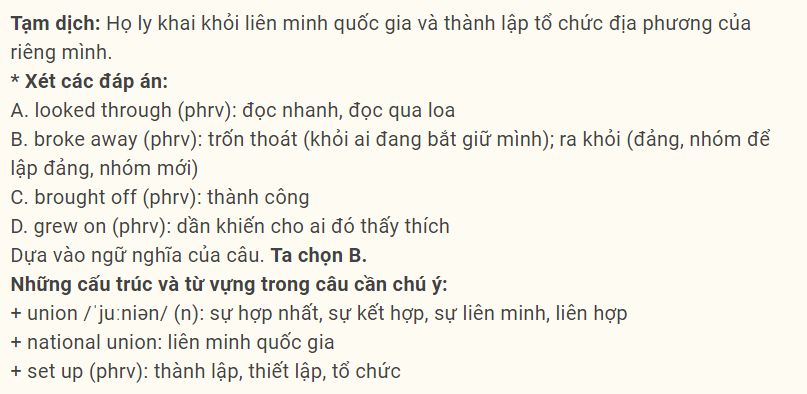 Tạm dịch: Họ ly khai khỏi liên minh quốc gia và thành lập tổ chức địa phương của
riêng mình.
* Xét các đáp án:
A. looked through (phrv): đọc nhanh, đọc qua loa
B. broke away (phrv): trốn thoát (khỏi ai đang bắt giữ mình); ra khỏi (đảng, nhóm để
lập đảng, nhóm mới)
C. brought off (phrv): thành công
D. grew on (phrv): dần khiến cho ai đó thấy thích
Dựa vào ngữ nghĩa của câu. Ta chọn B.
Những cấu trúc và từ vựng trong câu cần chú ý:
+ union /ˈjuːniən/ (n): sự hợp nhất, sự kết hợp, sự liên minh, liên hợp
+ national union: liên minh quốc gia
+ set up (phrv): thành lập, thiết lập, tổ chức